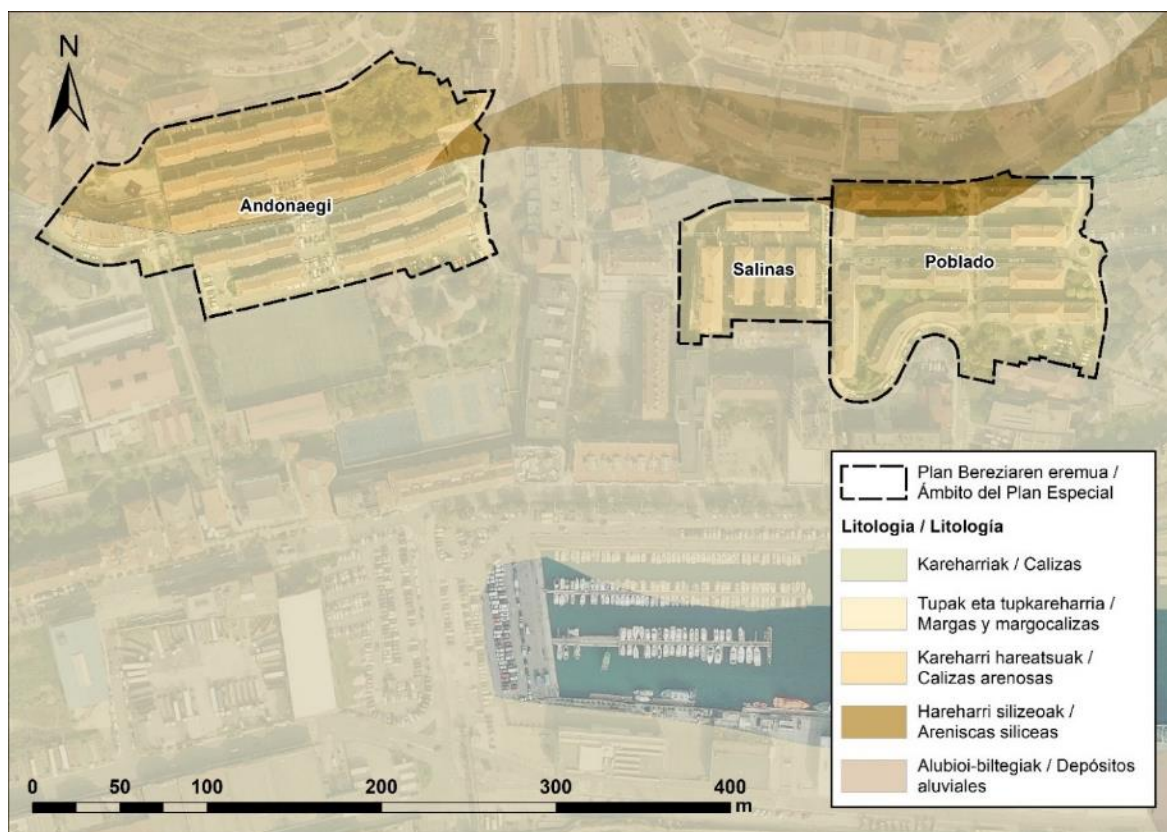 N
Andonaegi
Salinas
Poblado
Plan Bereziaren eremua /
Ámbito del Plan Especial
Litologia / Litología
Kareharriak / Calizas
Tupak eta tupkareharria /
Margas y margocalizas
Kareharri hareatsuak /
Calizas arenosas
Hareharri silizeoak /
Areniscas siliceas
Alubioi-biltegiak / Depósitos
aluviales
0 50 100 200 300 400
m